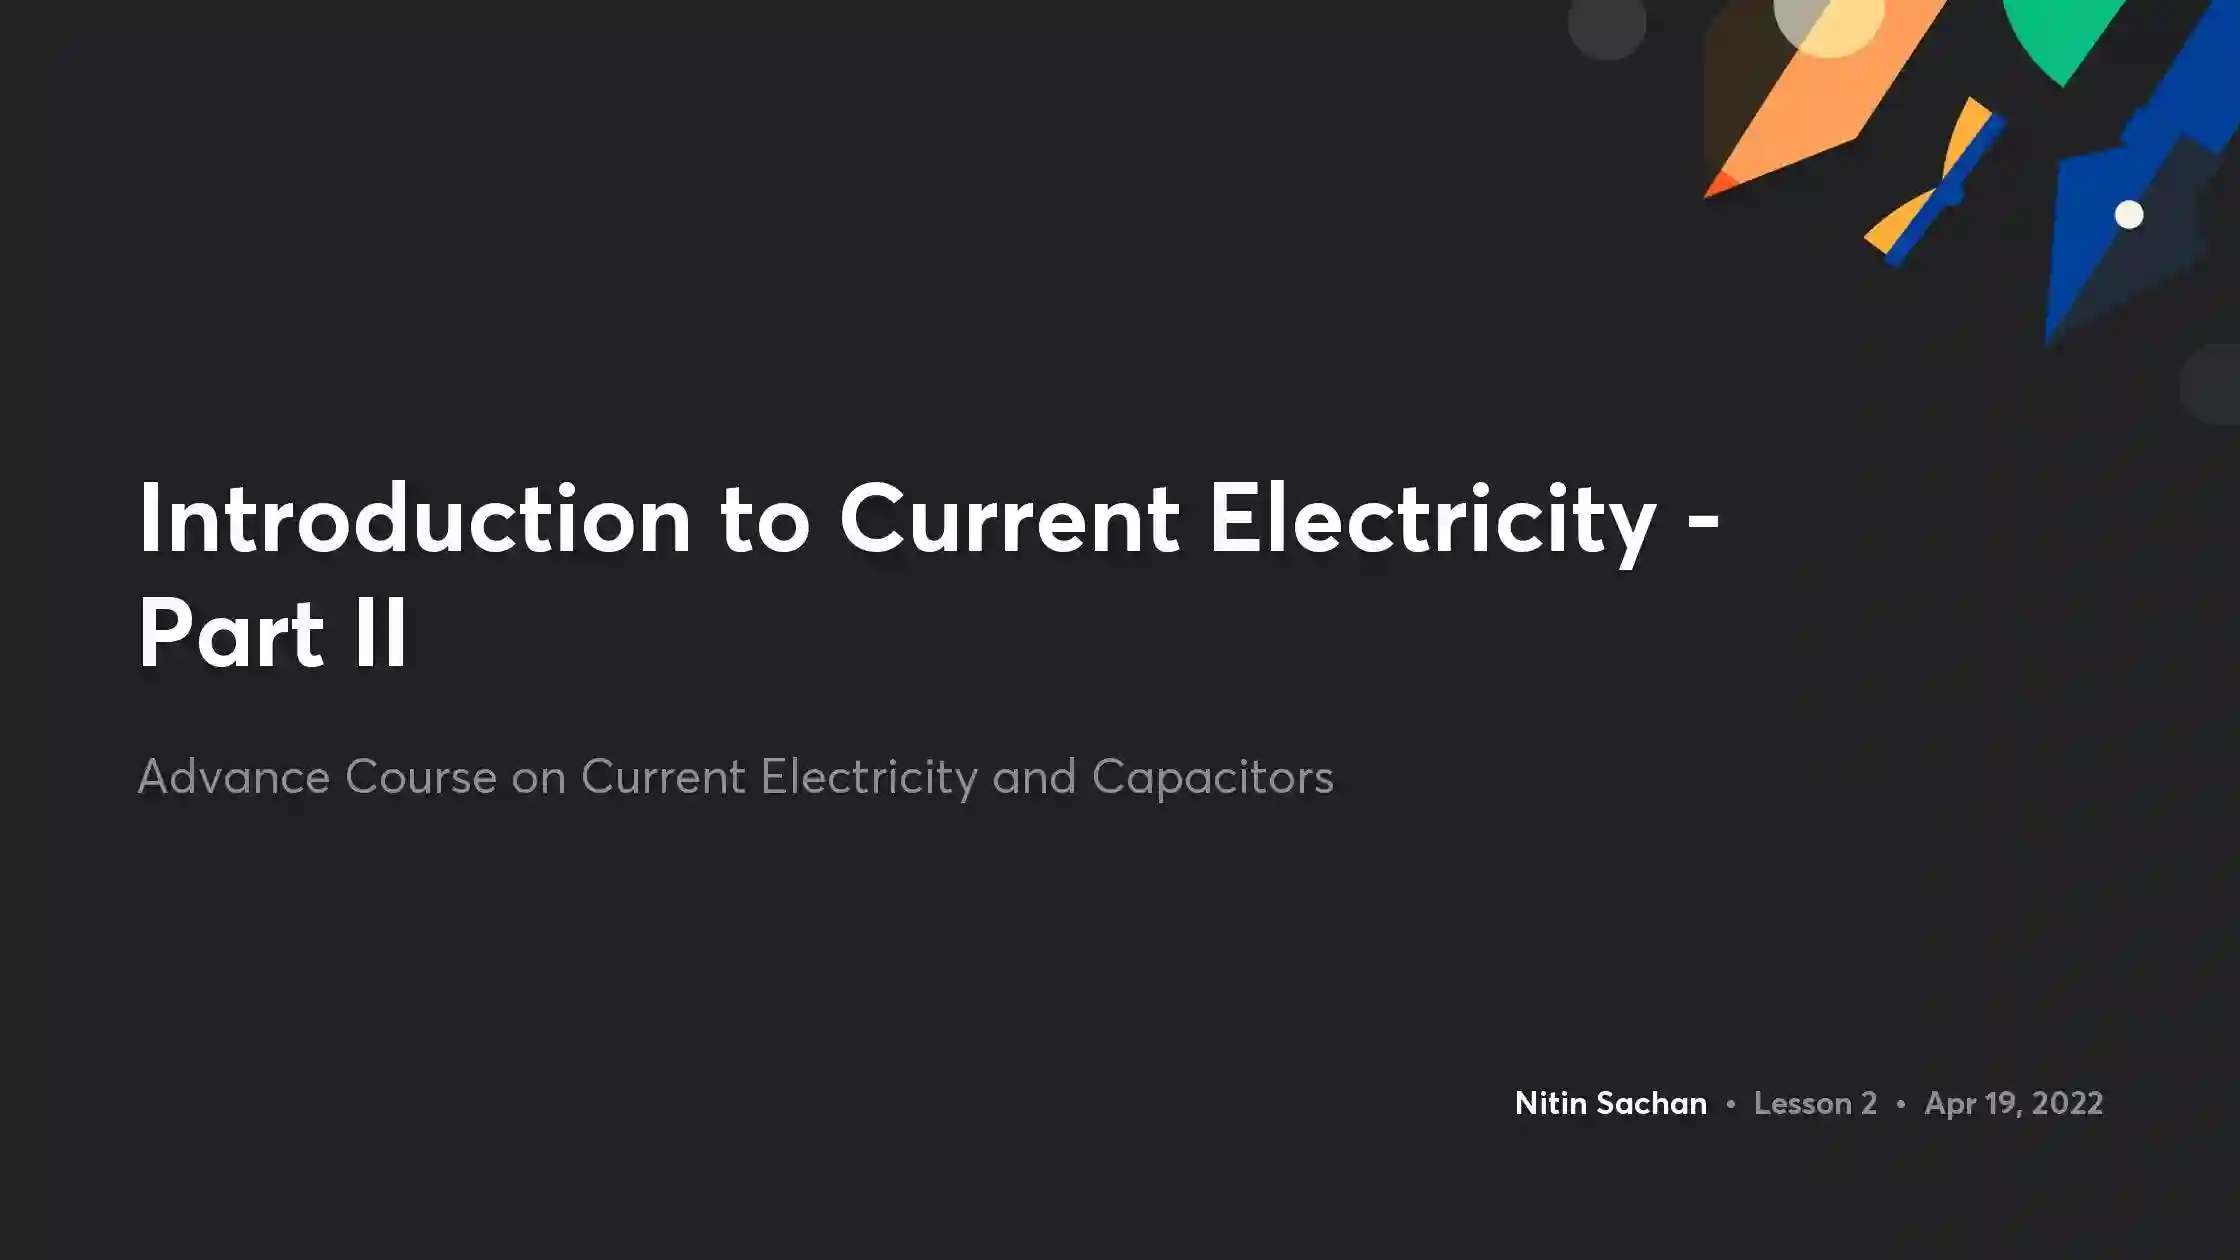 Introduction to Current Electricity -
Part II
Advance Course on Current Electricity and Capacitors
Nitin Sachan • Lesson 2 • Apr 19, 2022